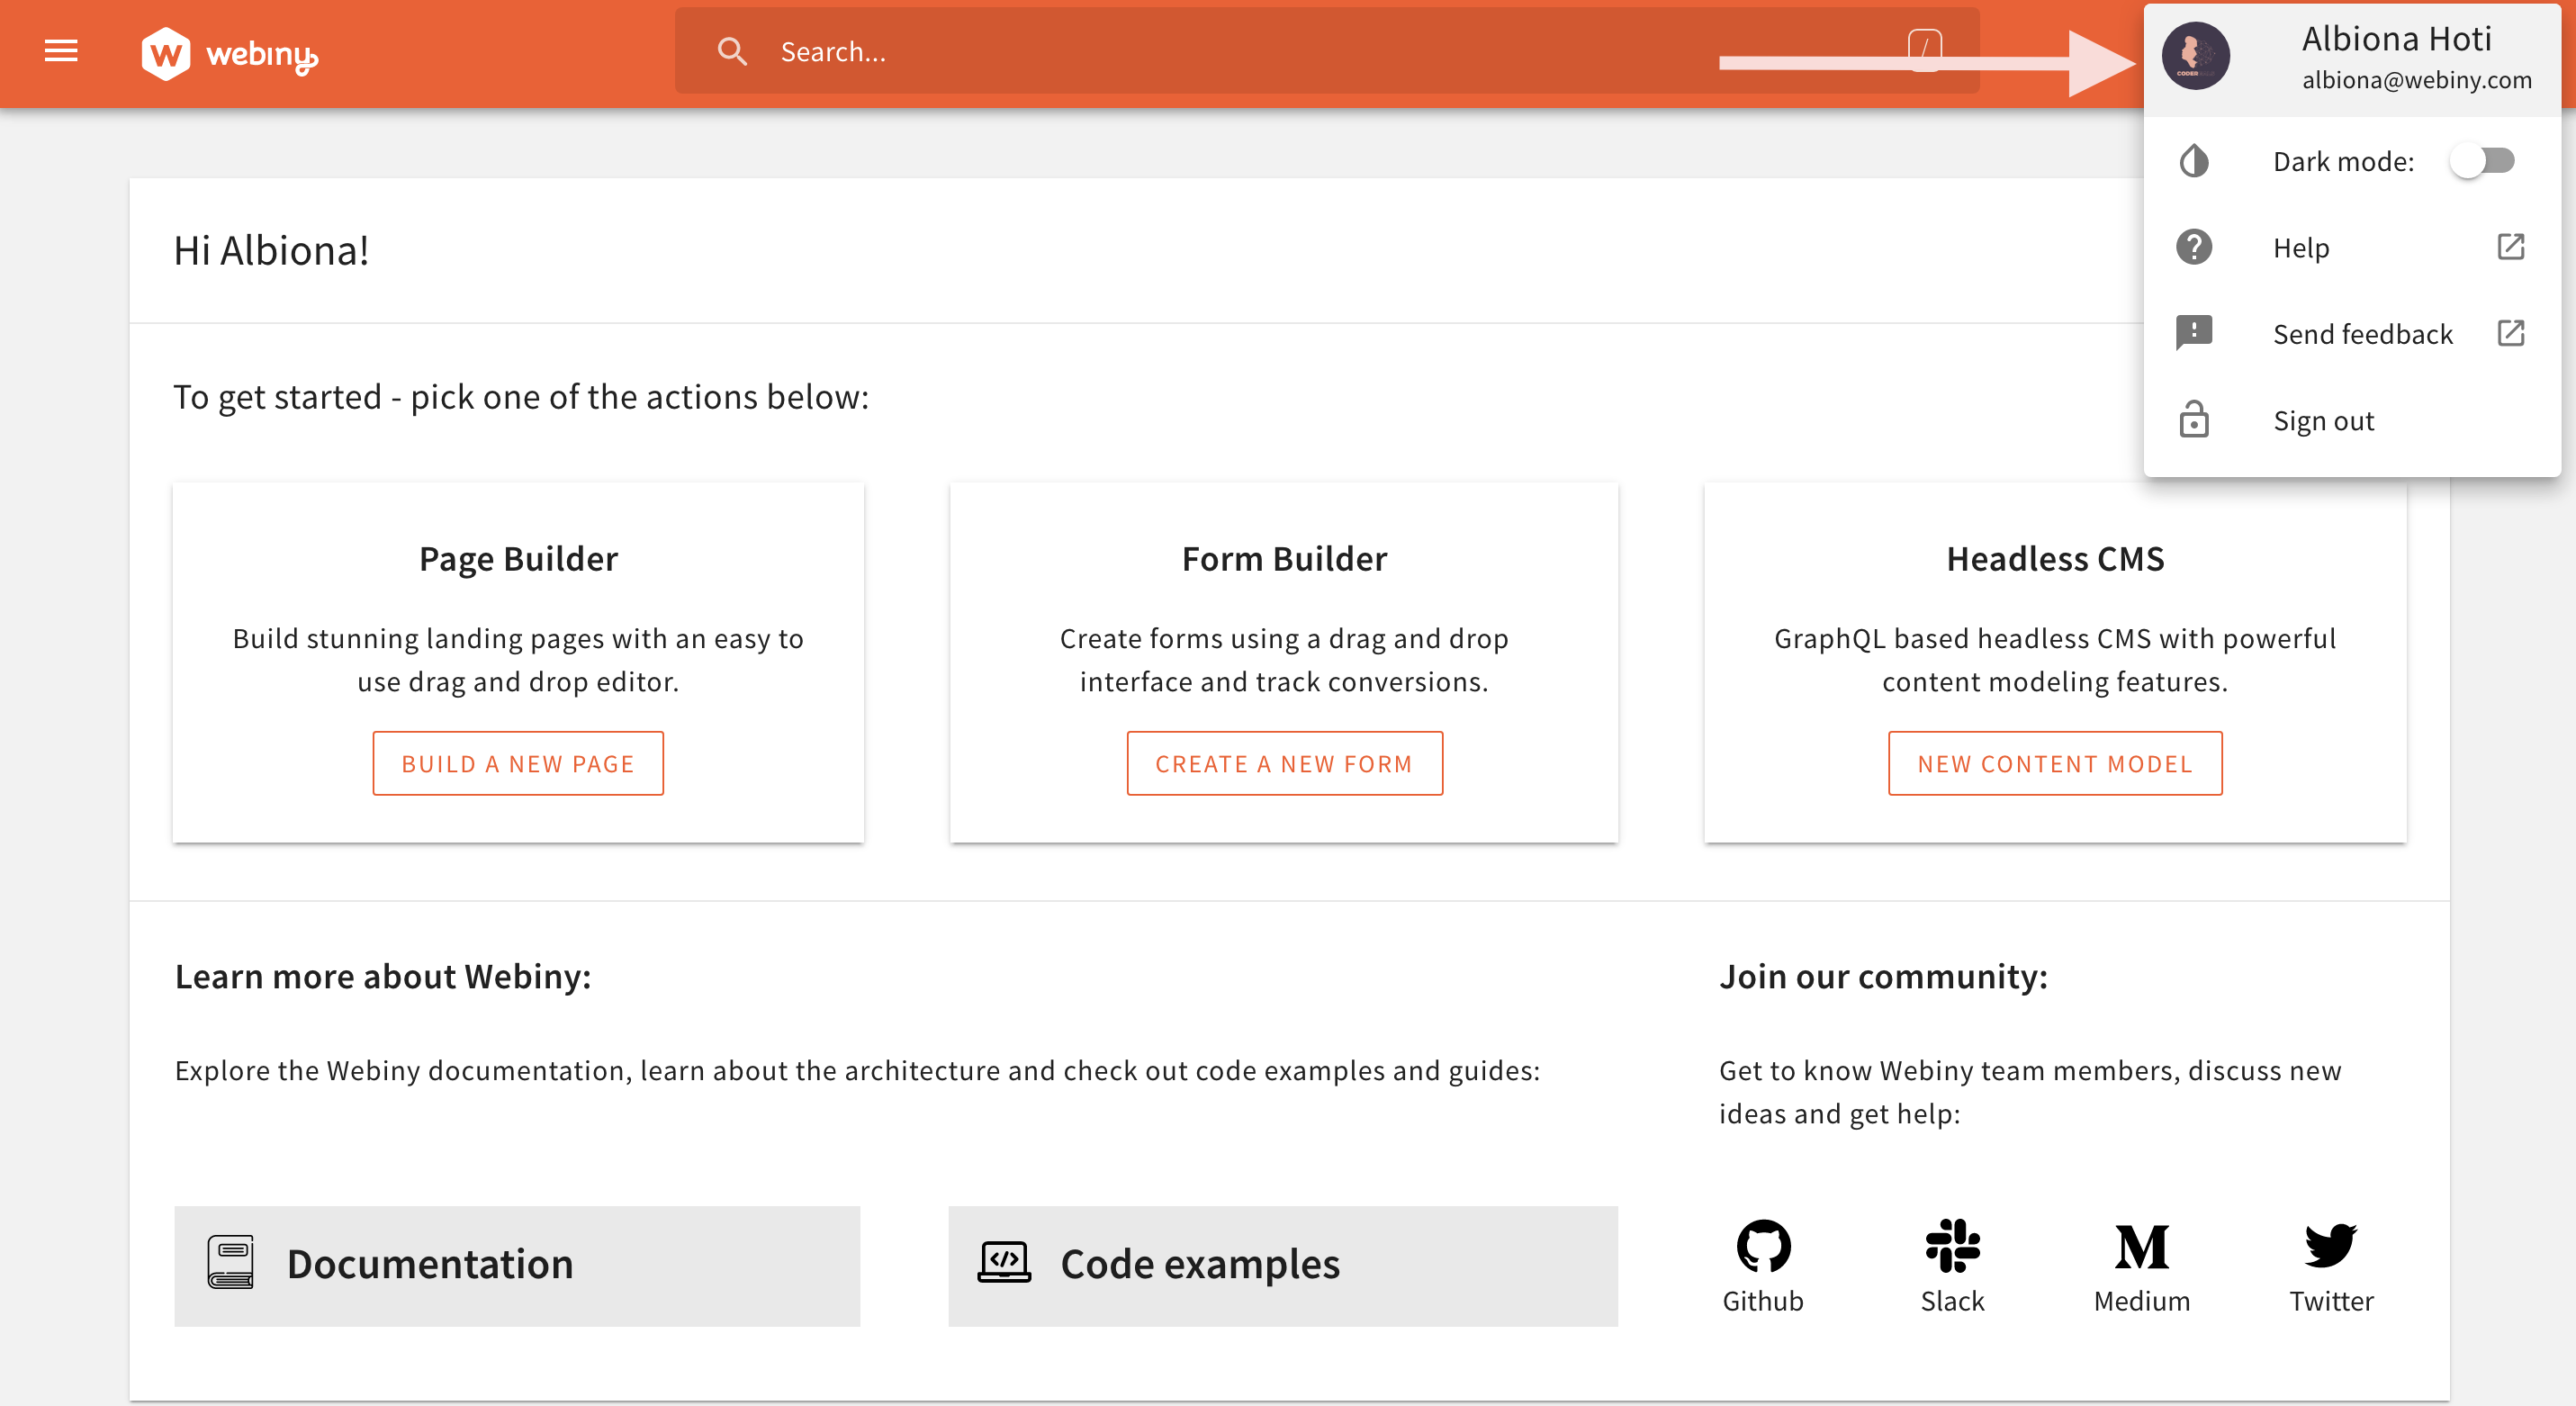 webiny
Search...
/
Albiona Hoti
albiona@webiny.com
Dark mode:
Help
Send feedback
Sign out
Hi Albiona!
To get started - pick one of the actions below:
Page Builder
Build stunning landing pages with an easy to
use drag and drop editor.
BUILD A NEW PAGE
Form Builder
Create forms using a drag and drop
interface and track conversions.
CREATE A NEW FORM
Headless CMS
GraphQL based headless CMS with powerful
content modeling features.
NEW CONTENT MODEL
Learn more about Webiny:
Explore the Webiny documentation, learn about the architecture and check out code examples and guides:
Documentation
Code examples
Join our community:
Get to know Webiny team members, discuss new
ideas and get help:
Github
Slack
Medium
Twitter